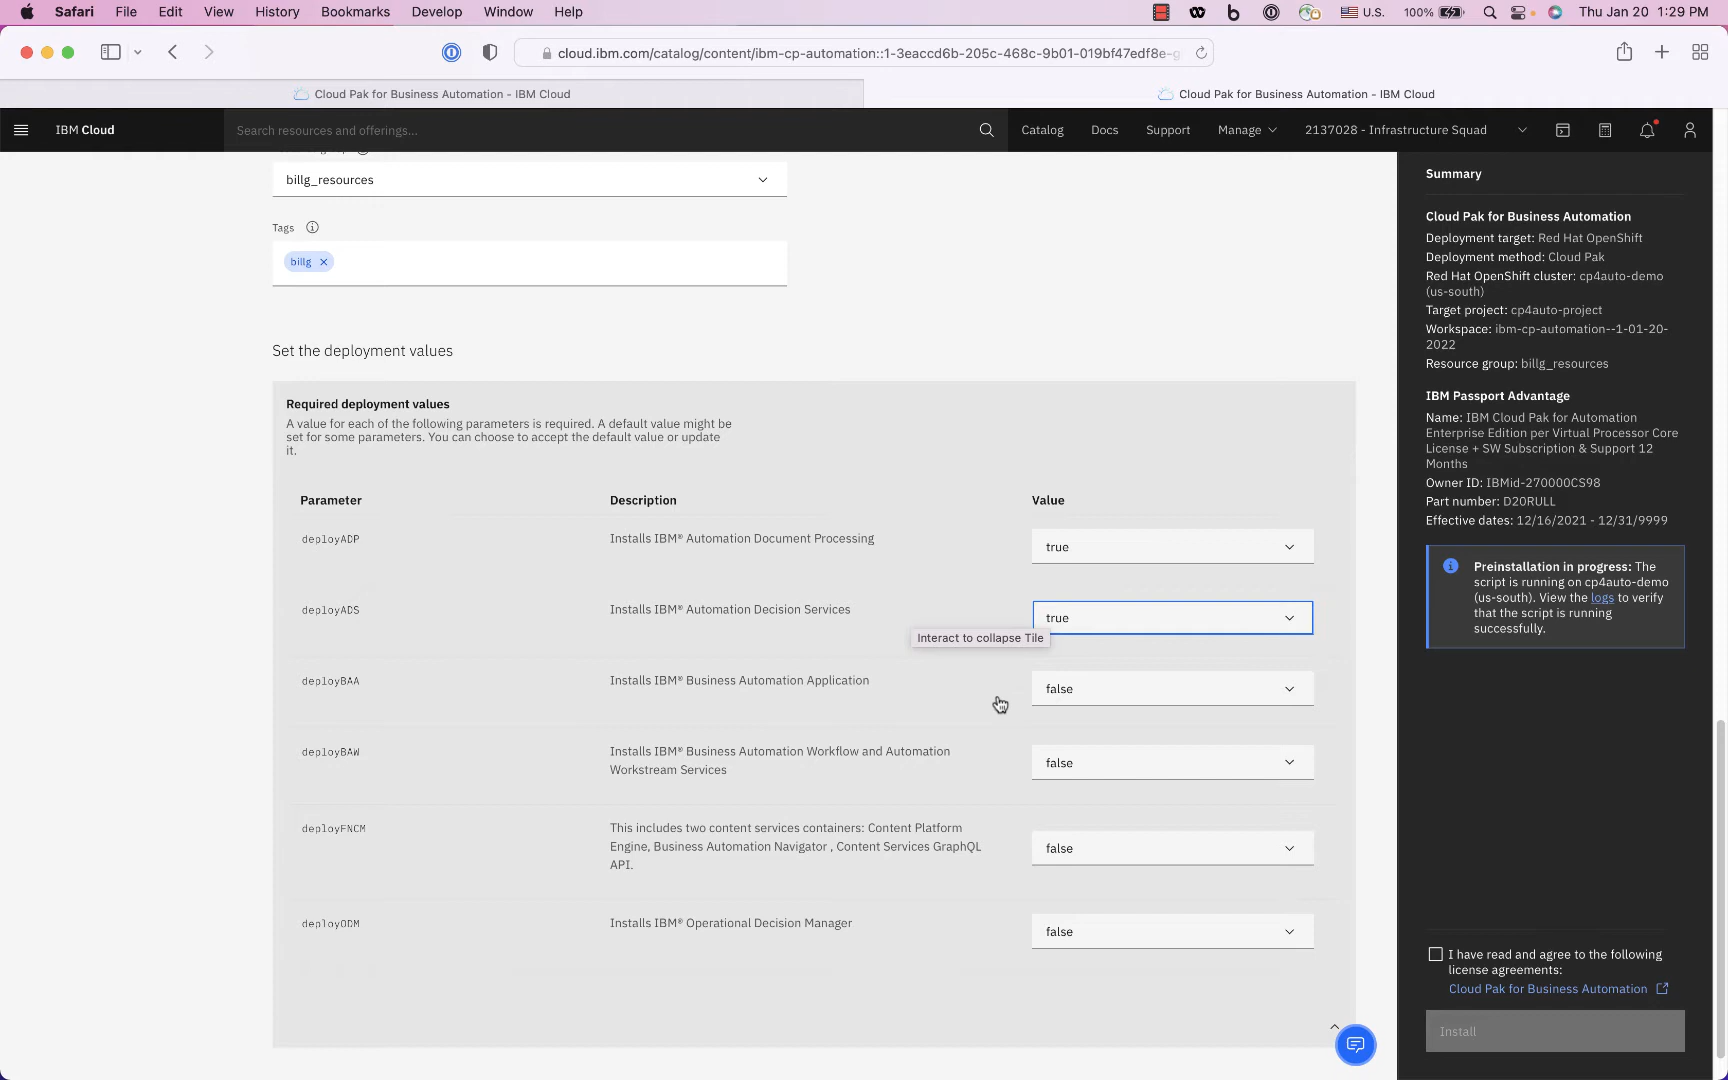 Safari File Edit View History Bookmarks Develop Window Help U.S. 100% Thu Jan 20 1:29 PM
cloud.ibm.com/catalog/content/ibm-cp-automation::1-3eaccd6b-205c-468c-9b01-019bf47edf8e-g
Cloud Pak for Business Automation - IBM Cloud
Cloud Pak for Business Automation - IBM Cloud
IBM Cloud
Search resources and offerings...
Catalog Docs Support Manage 2137028 - Infrastructure Squad
billg_resources
Tags
billg
Set the deployment values
Required deployment values
A value for each of the following parameters is required. A default value might be
set for some parameters. You can choose to accept the default value or update
it.
Parameter Description Value
deployADP Installs IBM® Automation Document Processing true
deployADS Installs IBM® Automation Decision Services true
Interact to collapse Tile
deployBAA Installs IBM® Business Automation Application false
deployBAW Installs IBM® Business Automation Workflow and Automation
Workstream Services false
deployFNCM This includes two content services containers: Content Platform
Engine, Business Automation Navigator , Content Services GraphQL
API. false
deployODM Installs IBM® Operational Decision Manager false
Summary
Cloud Pak for Business Automation
Deployment target: Red Hat OpenShift
Deployment method: Cloud Pak
Red Hat OpenShift cluster: cp4auto-demo
(us-south)
Target project: cp4auto-project
Workspace: ibm-cp-automation--1-01-20-
2022
Resource group: billg_resources
IBM Passport Advantage
Name: IBM Cloud Pak for Automation
Enterprise Edition per Virtual Processor Core
License + SW Subscription & Support 12
Months
Owner ID: IBMid-270000CS98
Part number: D20RULL
Effective dates: 12/16/2021 - 12/31/9999
Preinstallation in progress: The
script is running on cp4auto-demo
(us-south). View the logs to verify
that the script is running
successfully.
I have read and agree to the following
license agreements:
Cloud Pak for Business Automation
Install